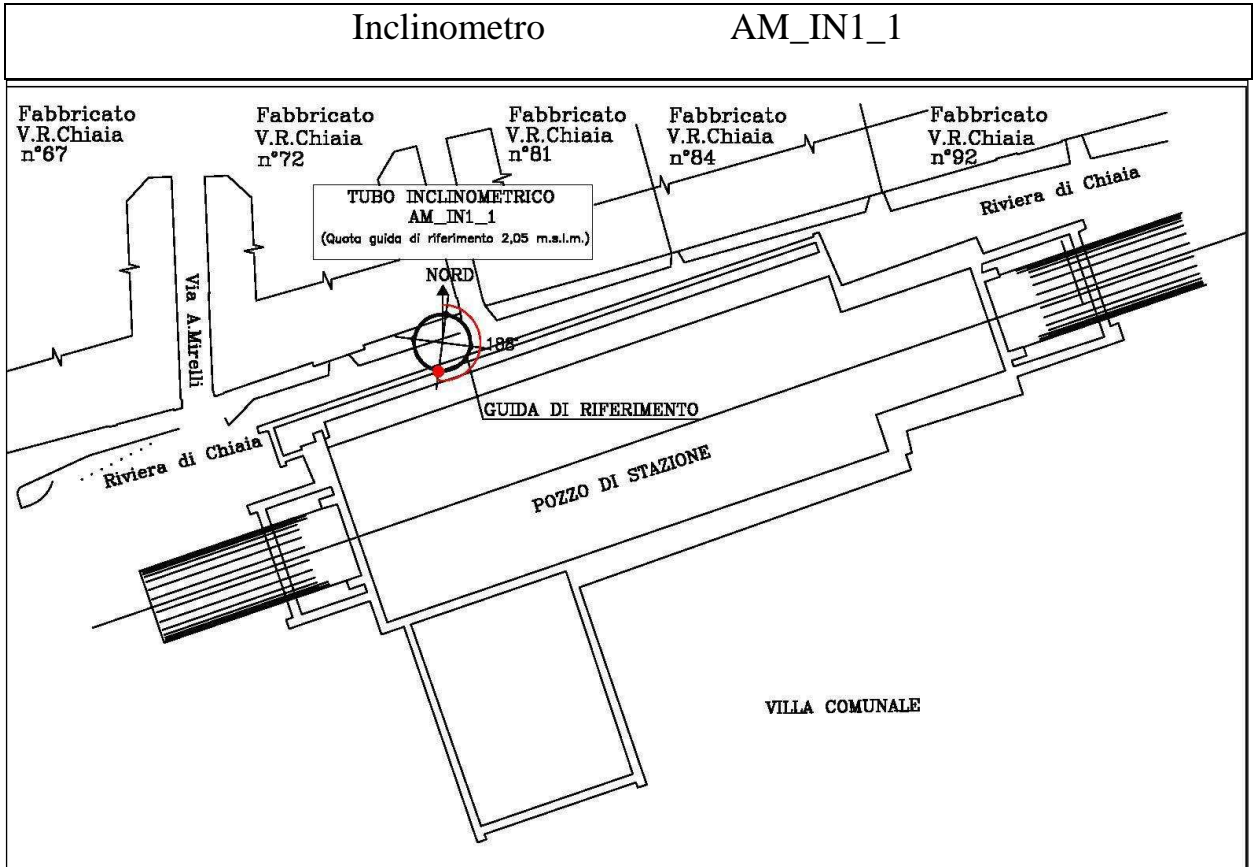 Inclinometro AM_IN1_1
Fabbricato
V.R.Chiaia
n°67
Fabbricato
V.R.Chiaia
n°72
Fabbricato
V.R.Chiaia
n°81
Fabbricato
V.R.Chiaia
n°84
Fabbricato
V.R.Chiaia
n°92
TUBO INCLINOMETRICO
AM_IN1_1
(Quota guida di riferimento 2,05 m.s.l.m.)
Riviera di Chiaia
NORD
Via A.Mirelli
GUIDA DI RIFERIMENTO
Riviera di Chiaia
POZZO DI STAZIONE
VILLA COMUNALE